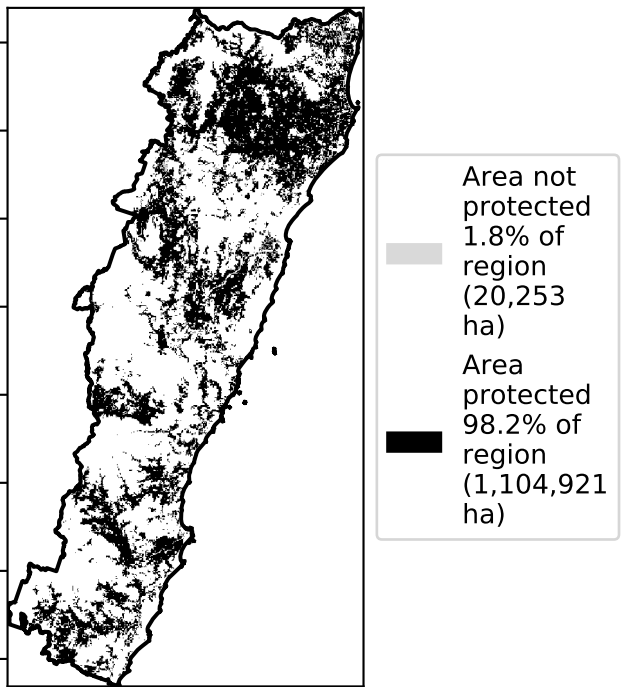 Area not
protected
1.8% of
region
(20,253
ha)
Area
protected
98.2% of
region
(1,104,921
ha)